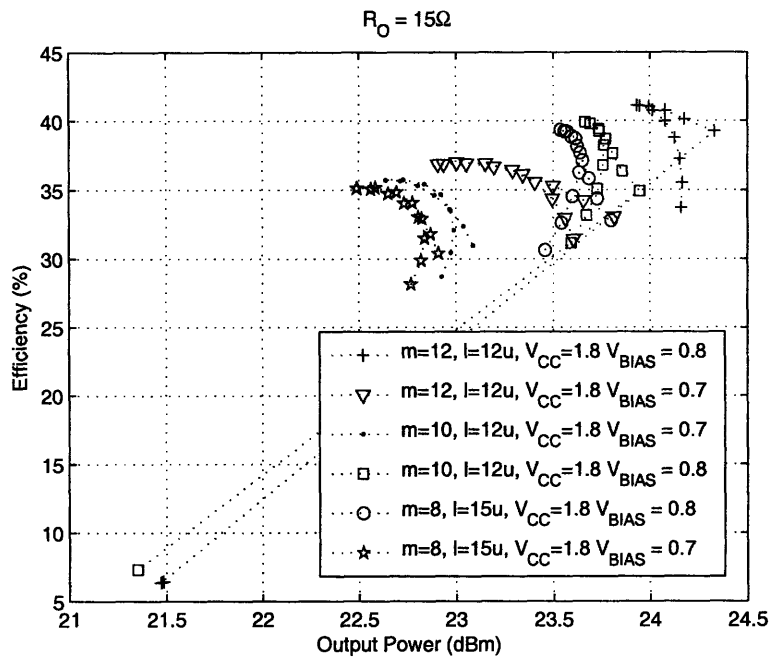 R_O = 15Ω
Efficiency (%)
45
40
35
30
25
20
15
10
5
m=12, l=12u, V_CC=1.8 V_BIAS = 0.8
m=12, l=12u, V_CC=1.8 V_BIAS = 0.7
m=10, l=12u, V_CC=1.8 V_BIAS = 0.7
m=10, l=12u, V_CC=1.8 V_BIAS = 0.8
m=8, l=15u, V_CC=1.8 V_BIAS = 0.8
m=8, l=15u, V_CC=1.8 V_BIAS = 0.7
21 21.5 22 22.5 23 23.5 24 24.5
Output Power (dBm)